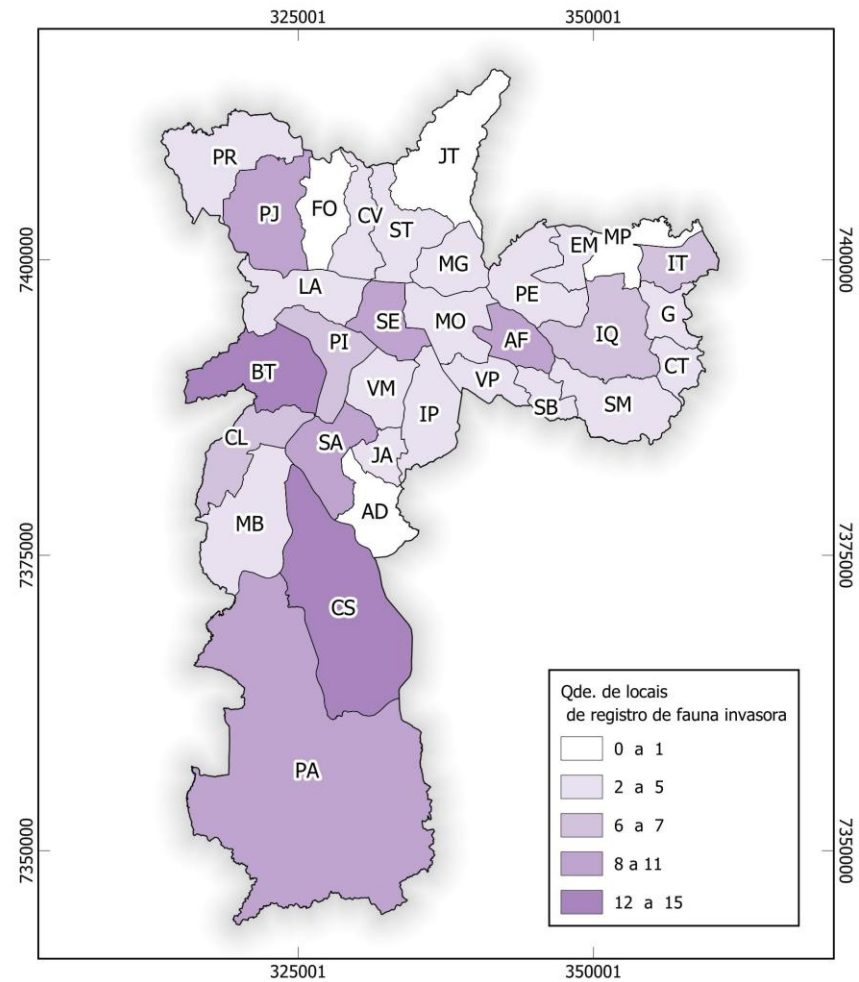 325001
350001
JT
PR
PJ
FO
CV
ST
MP
EM
7400000
7400000
MG
IT
LA
PE
G
SE
MO
IQ
PI
AF
BT
CT
VM
VP
SB
SM
IP
CL
SA
JA
MB
AD
7375000
7375000
CS
PA
Qde. de locais
de registro de fauna invasora
0 a 1
2 a 5
6 a 7
8 a 11
12 a 15
7350000
7350000
325001
350001